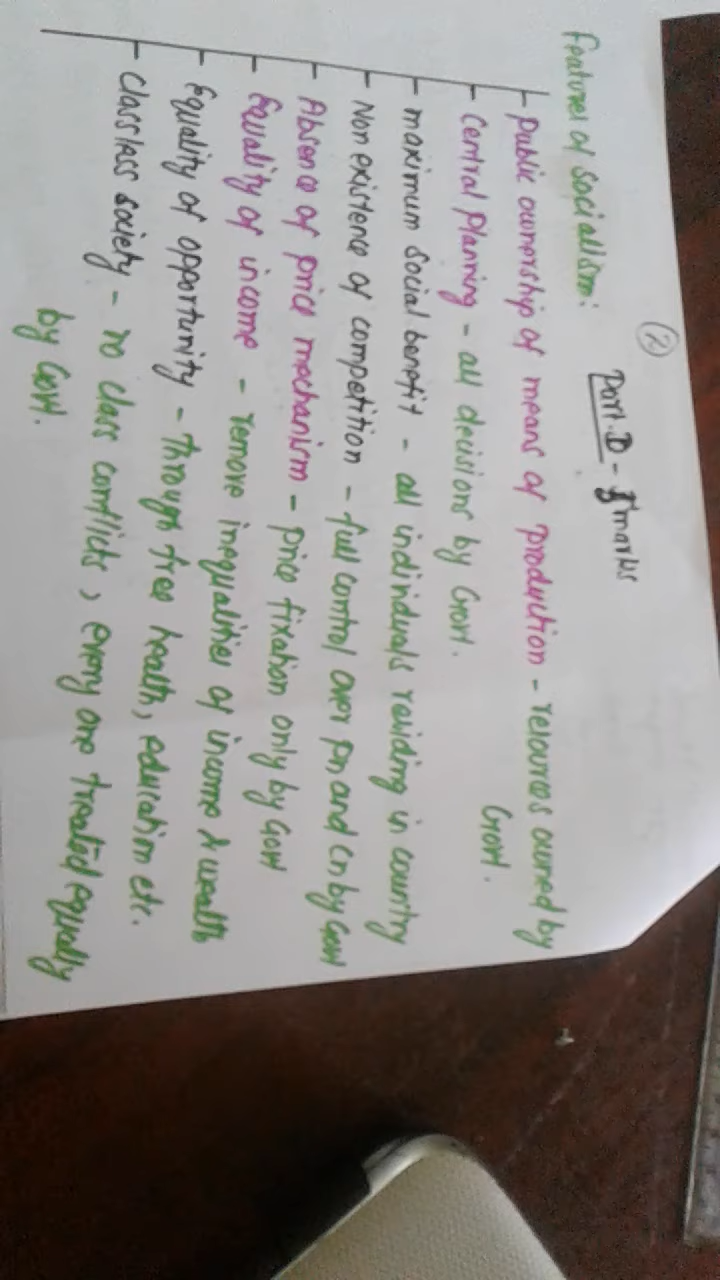 ②
Part.D - 5 marks
Features of socialism:
Public ownership of means of production - resources owned by
Govt.
Central Planning - all decisions by Govt.
maximum social benefit - all individuals residing in country
Non existence of competition - full control over pn and cn by Govt
Absence of price mechanism - price fixation only by Govt
Equality of income - remove inequalities of income & wealth
Equality of opportunity - through free health, education etc.
Classless society - no class conflicts, every one treated equally
by Govt.